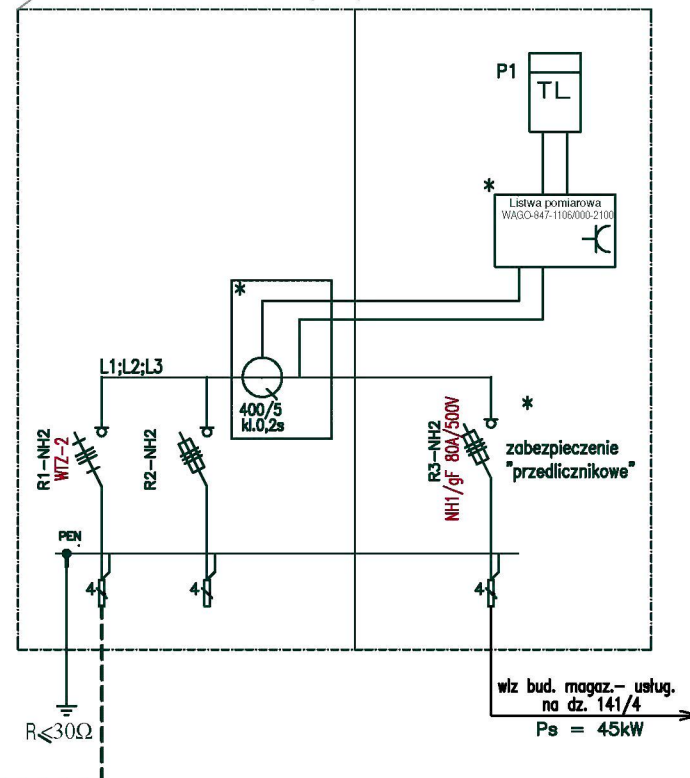 P1
TL
*
Listwa pomiarowa
WAGO-847-1106/000-2100
*
L1;L2;L3
400/5
kl.0,2s
R1-NH2
WTZ-2
R2-NH2
R3-NH2
NH1/gF 80A/500V
*
zabezpieczenie
"przedlicznikowe"
PEN
4
4
4
R≤30Ω
wlz bud. magaz.- usług.
na dz. 141/4
Ps = 45kW